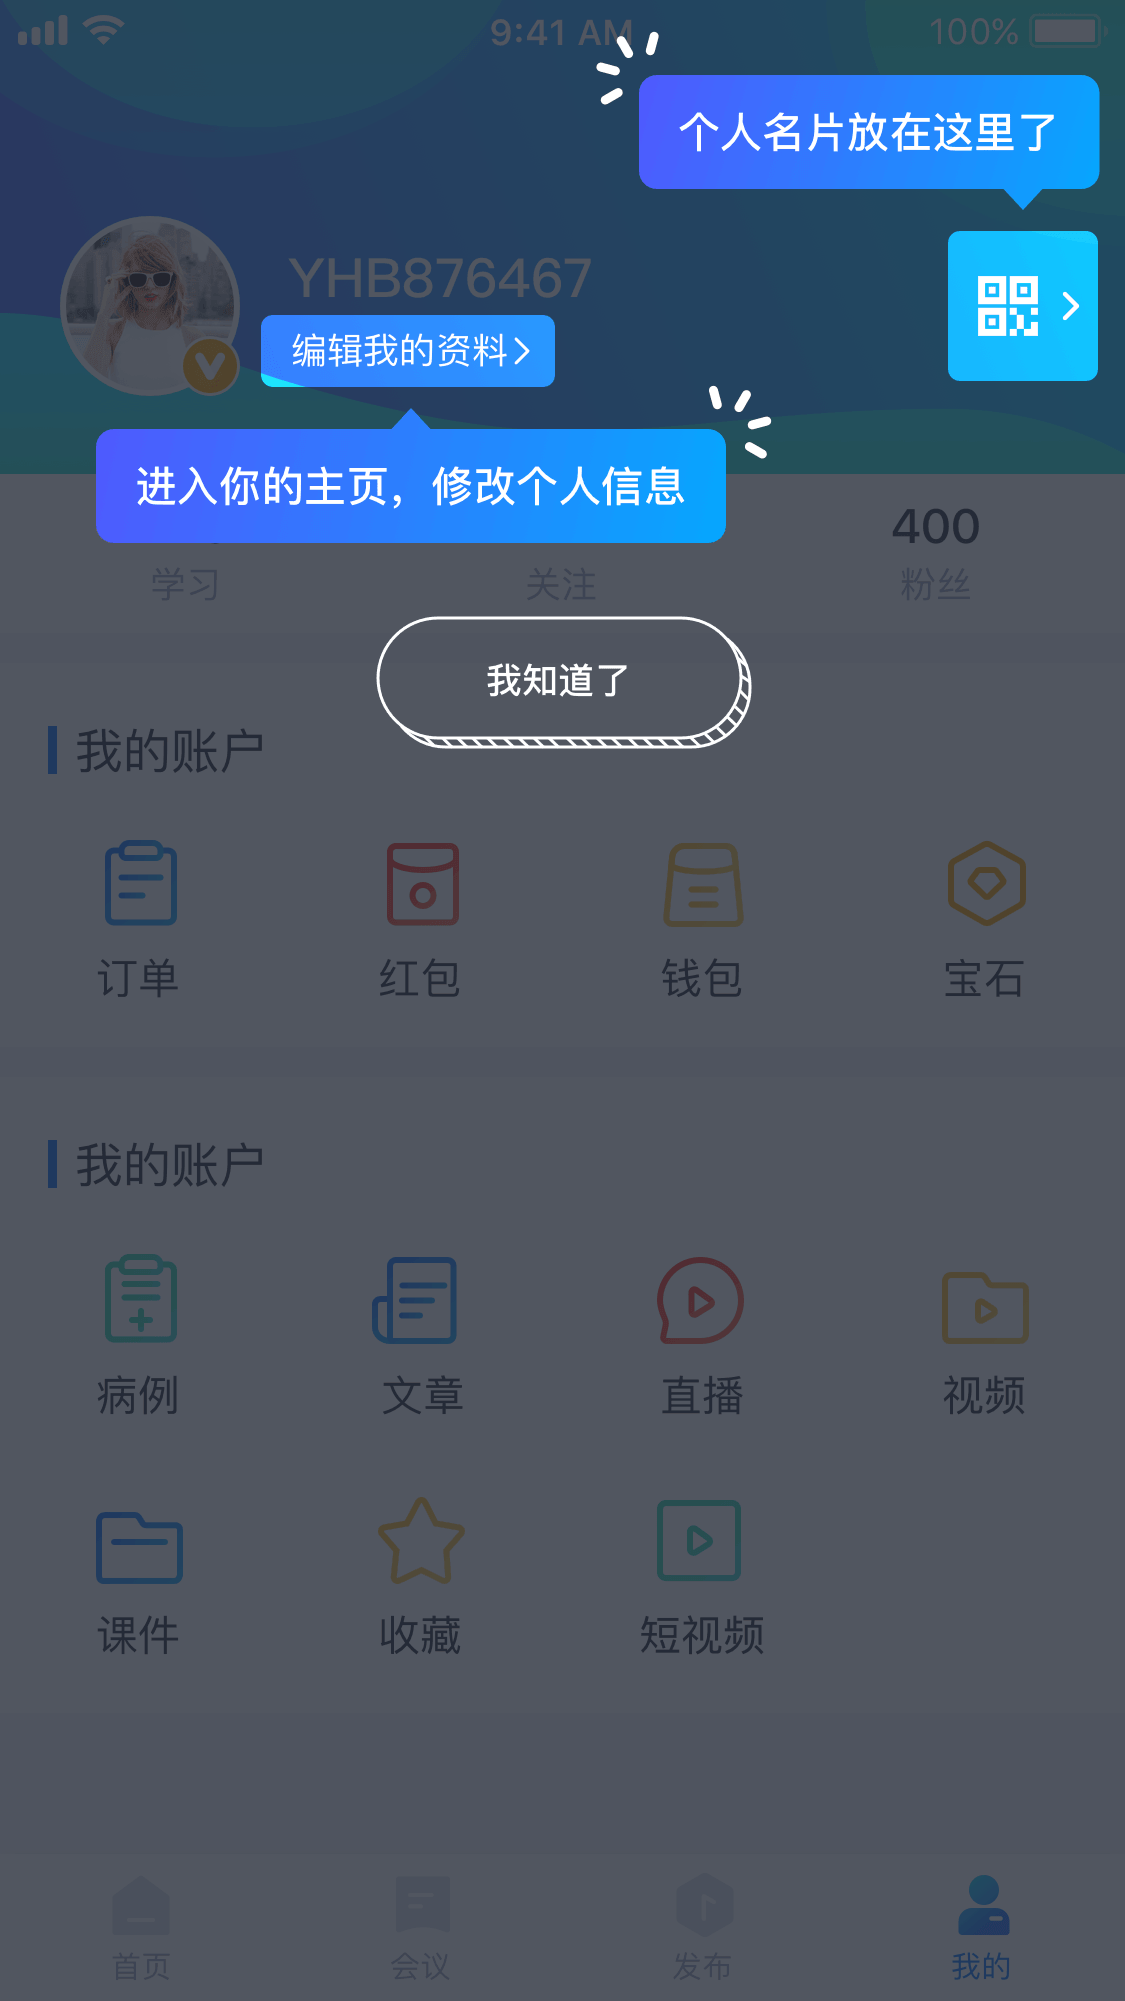 9:41 AM
100%
个人名片放在这里了
YHB876467
编辑我的资料
进入你的主页，修改个人信息
400
学习
关注
粉丝
我知道了
我的账户
订单
红包
钱包
宝石
我的账户
病例
文章
直播
视频
课件
收藏
短视频
首页
会议
发布
我的